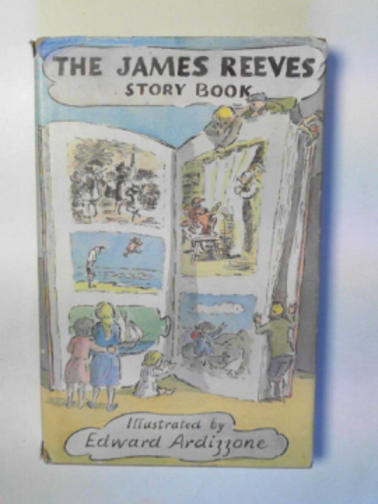 THE JAMES REEVES
STORY BOOK
Illustrated by
Edward Ardizzone